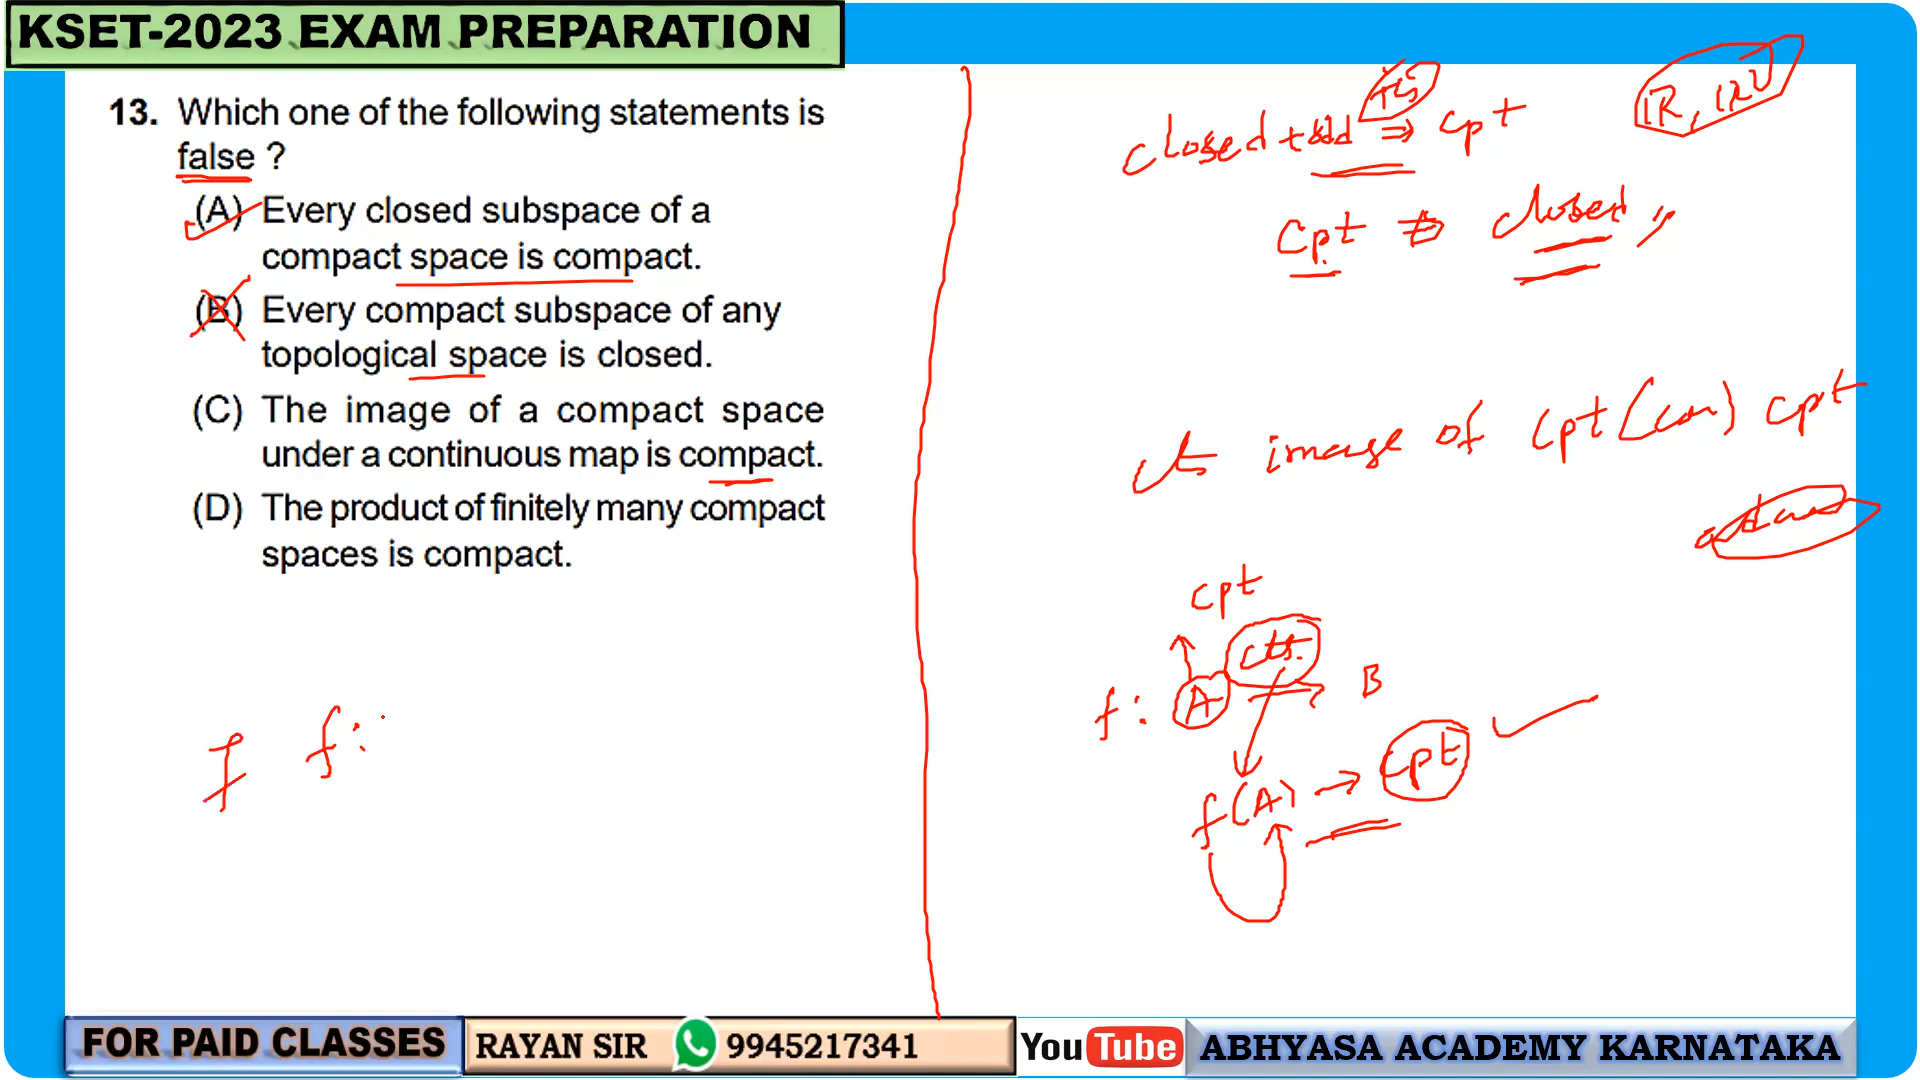 KSET-2023 EXAM PREPARATION
13. Which one of the following statements is
false ?
(A) Every closed subspace of a
compact space is compact.
(B) Every compact subspace of any
topological space is closed.
(C) The image of a compact space
under a continuous map is compact.
(D) The product of finitely many compact
spaces is compact.
f:
closed + bdd ⇒ cpt
Cpt ⇏ closed
image of Cpt (con) cpt
cpt
cts.
f: A → B
f(A) → cpt
FOR PAID CLASSES
RAYAN SIR 9945217341
YouTube
ABHYASA ACADEMY KARNATAKA